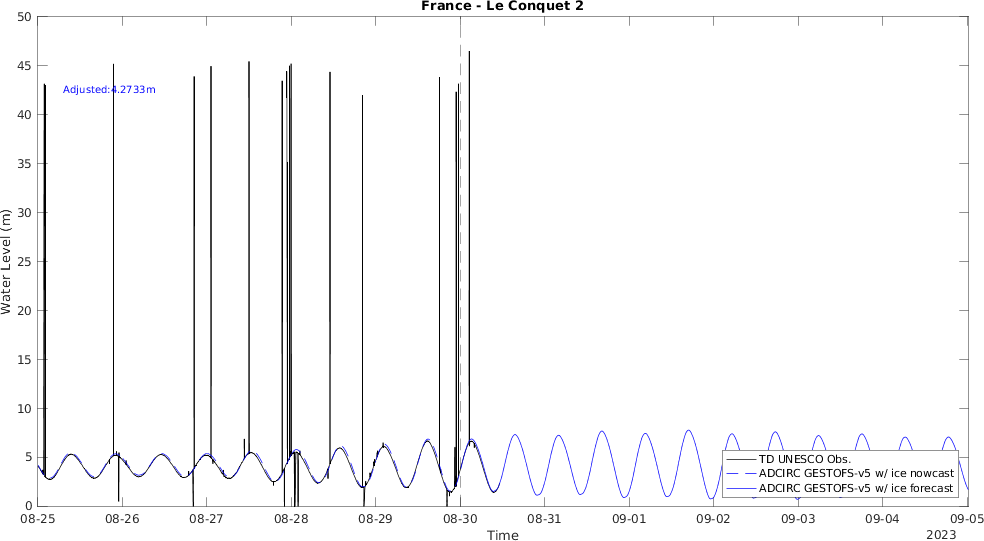 France - Le Conquet 2
50
45
40
35
30
25
20
15
10
5
0
Water Level (m)
Adjusted:4.2733m
TD UNESCO Obs.
ADCIRC GESTOFS-v5 w/ ice nowcast
ADCIRC GESTOFS-v5 w/ ice forecast
08-25 08-26 08-27 08-28 08-29 08-30 08-31 09-01 09-02 09-03 09-04 09-05
Time
2023